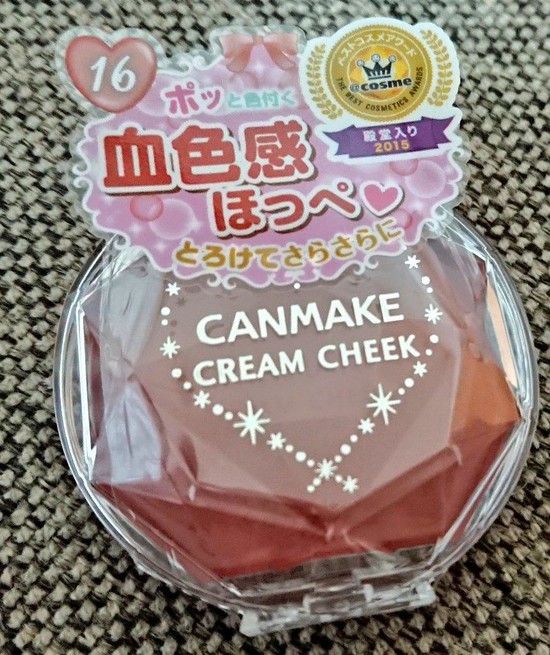 16
ポッと色付く
血色感
ほっぺ
とろけてさらさらに
ベストコスメアワード
@cosme
THE BEST COSMETICS AWARDS
殿堂入り
2015
CANMAKE
CREAM CHEEK